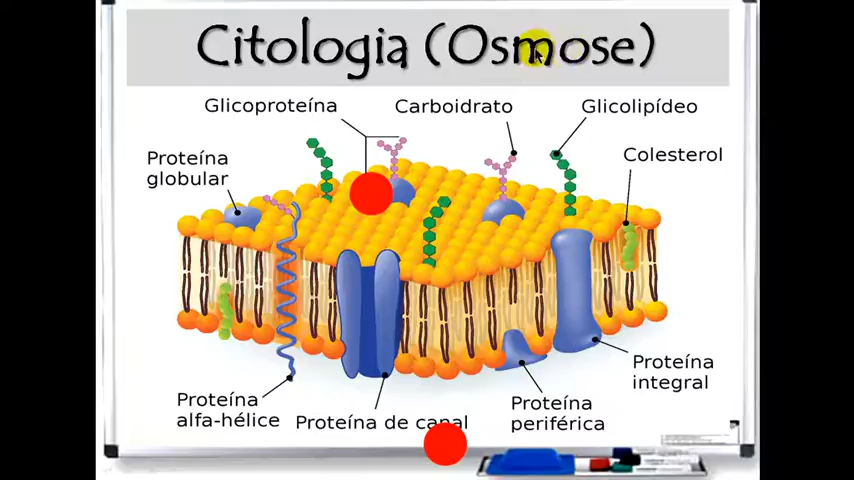 Citologia (Osmose)
Glicoproteína
Carboidrato
Glicolipídeo
Proteína
globular
Colesterol
Proteína
alfa-hélice
Proteína de canal
Proteína
periférica
Proteína
integral